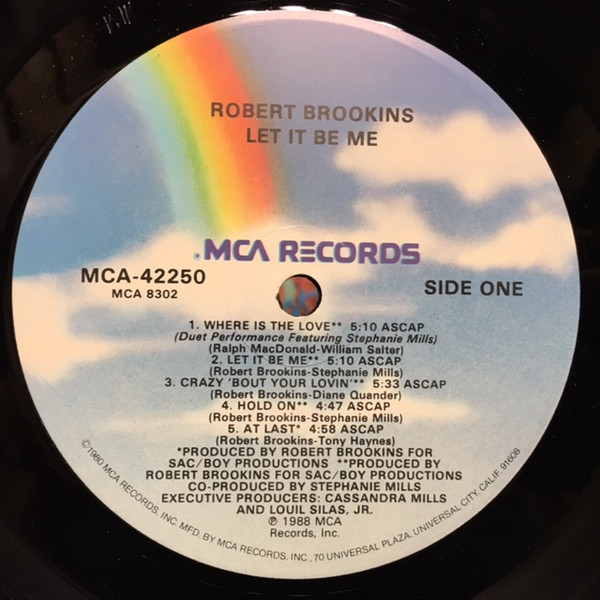 ROBERT BROOKINS
LET IT BE ME
MCA RECORDS
MCA-42250
MCA 8302
SIDE ONE
1. WHERE IS THE LOVE** 5:10 ASCAP
(Duet Performance Featuring Stephanie Mills)
(Ralph MacDonald-William Salter)
2. LET IT BE ME** 5:10 ASCAP
(Robert Brookins-Stephanie Mills)
3. CRAZY 'BOUT YOUR LOVIN'** 5:33 ASCAP
(Robert Brookins-Diane Quander)
4. HOLD ON** 4:47 ASCAP
(Robert Brookins-Stephanie Mills)
5. AT LAST* 4:58 ASCAP
(Robert Brookins-Tony Haynes)
*PRODUCED BY ROBERT BROOKINS FOR
SAC/BOY PRODUCTIONS **PRODUCED BY
ROBERT BROOKINS FOR SAC/BOY PRODUCTIONS
CO-PRODUCED BY STEPHANIE MILLS
EXECUTIVE PRODUCERS: CASSANDRA MILLS
AND LOUIL SILAS, JR.
℗ 1988 MCA
Records, Inc.
©1980 MCA RECORDS, INC. MFD. BY MCA RECORDS, INC., 70 UNIVERSAL PLAZA, UNIVERSAL CITY, CALIF. 91608